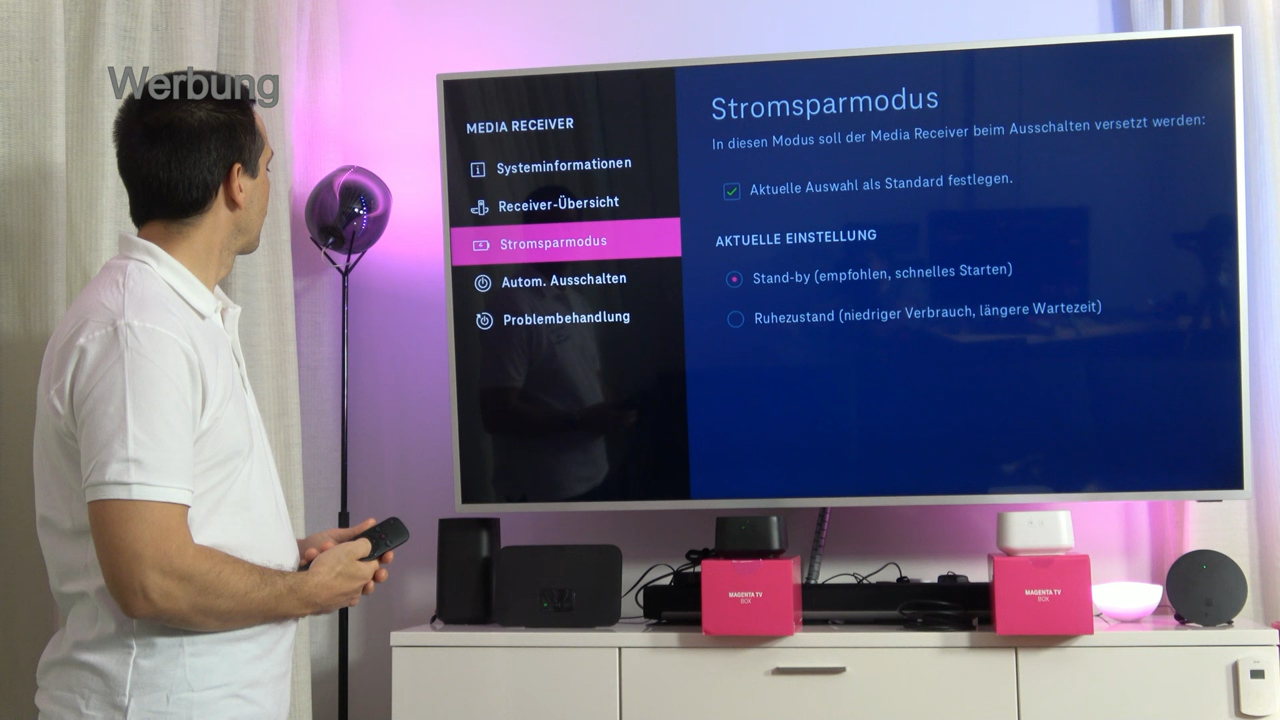 Werbung
MEDIA RECEIVER
Systeminformationen
Receiver-Übersicht
Stromsparmodus
Autom. Ausschalten
Problembehandlung
Stromsparmodus
In diesen Modus soll der Media Receiver beim Ausschalten versetzt werden:
Aktuelle Auswahl als Standard festlegen.
AKTUELLE EINSTELLUNG
Stand-by (empfohlen, schnelles Starten)
Ruhezustand (niedriger Verbrauch, längere Wartezeit)
MAGENTA TV
BOX
MAGENTA TV
BOX